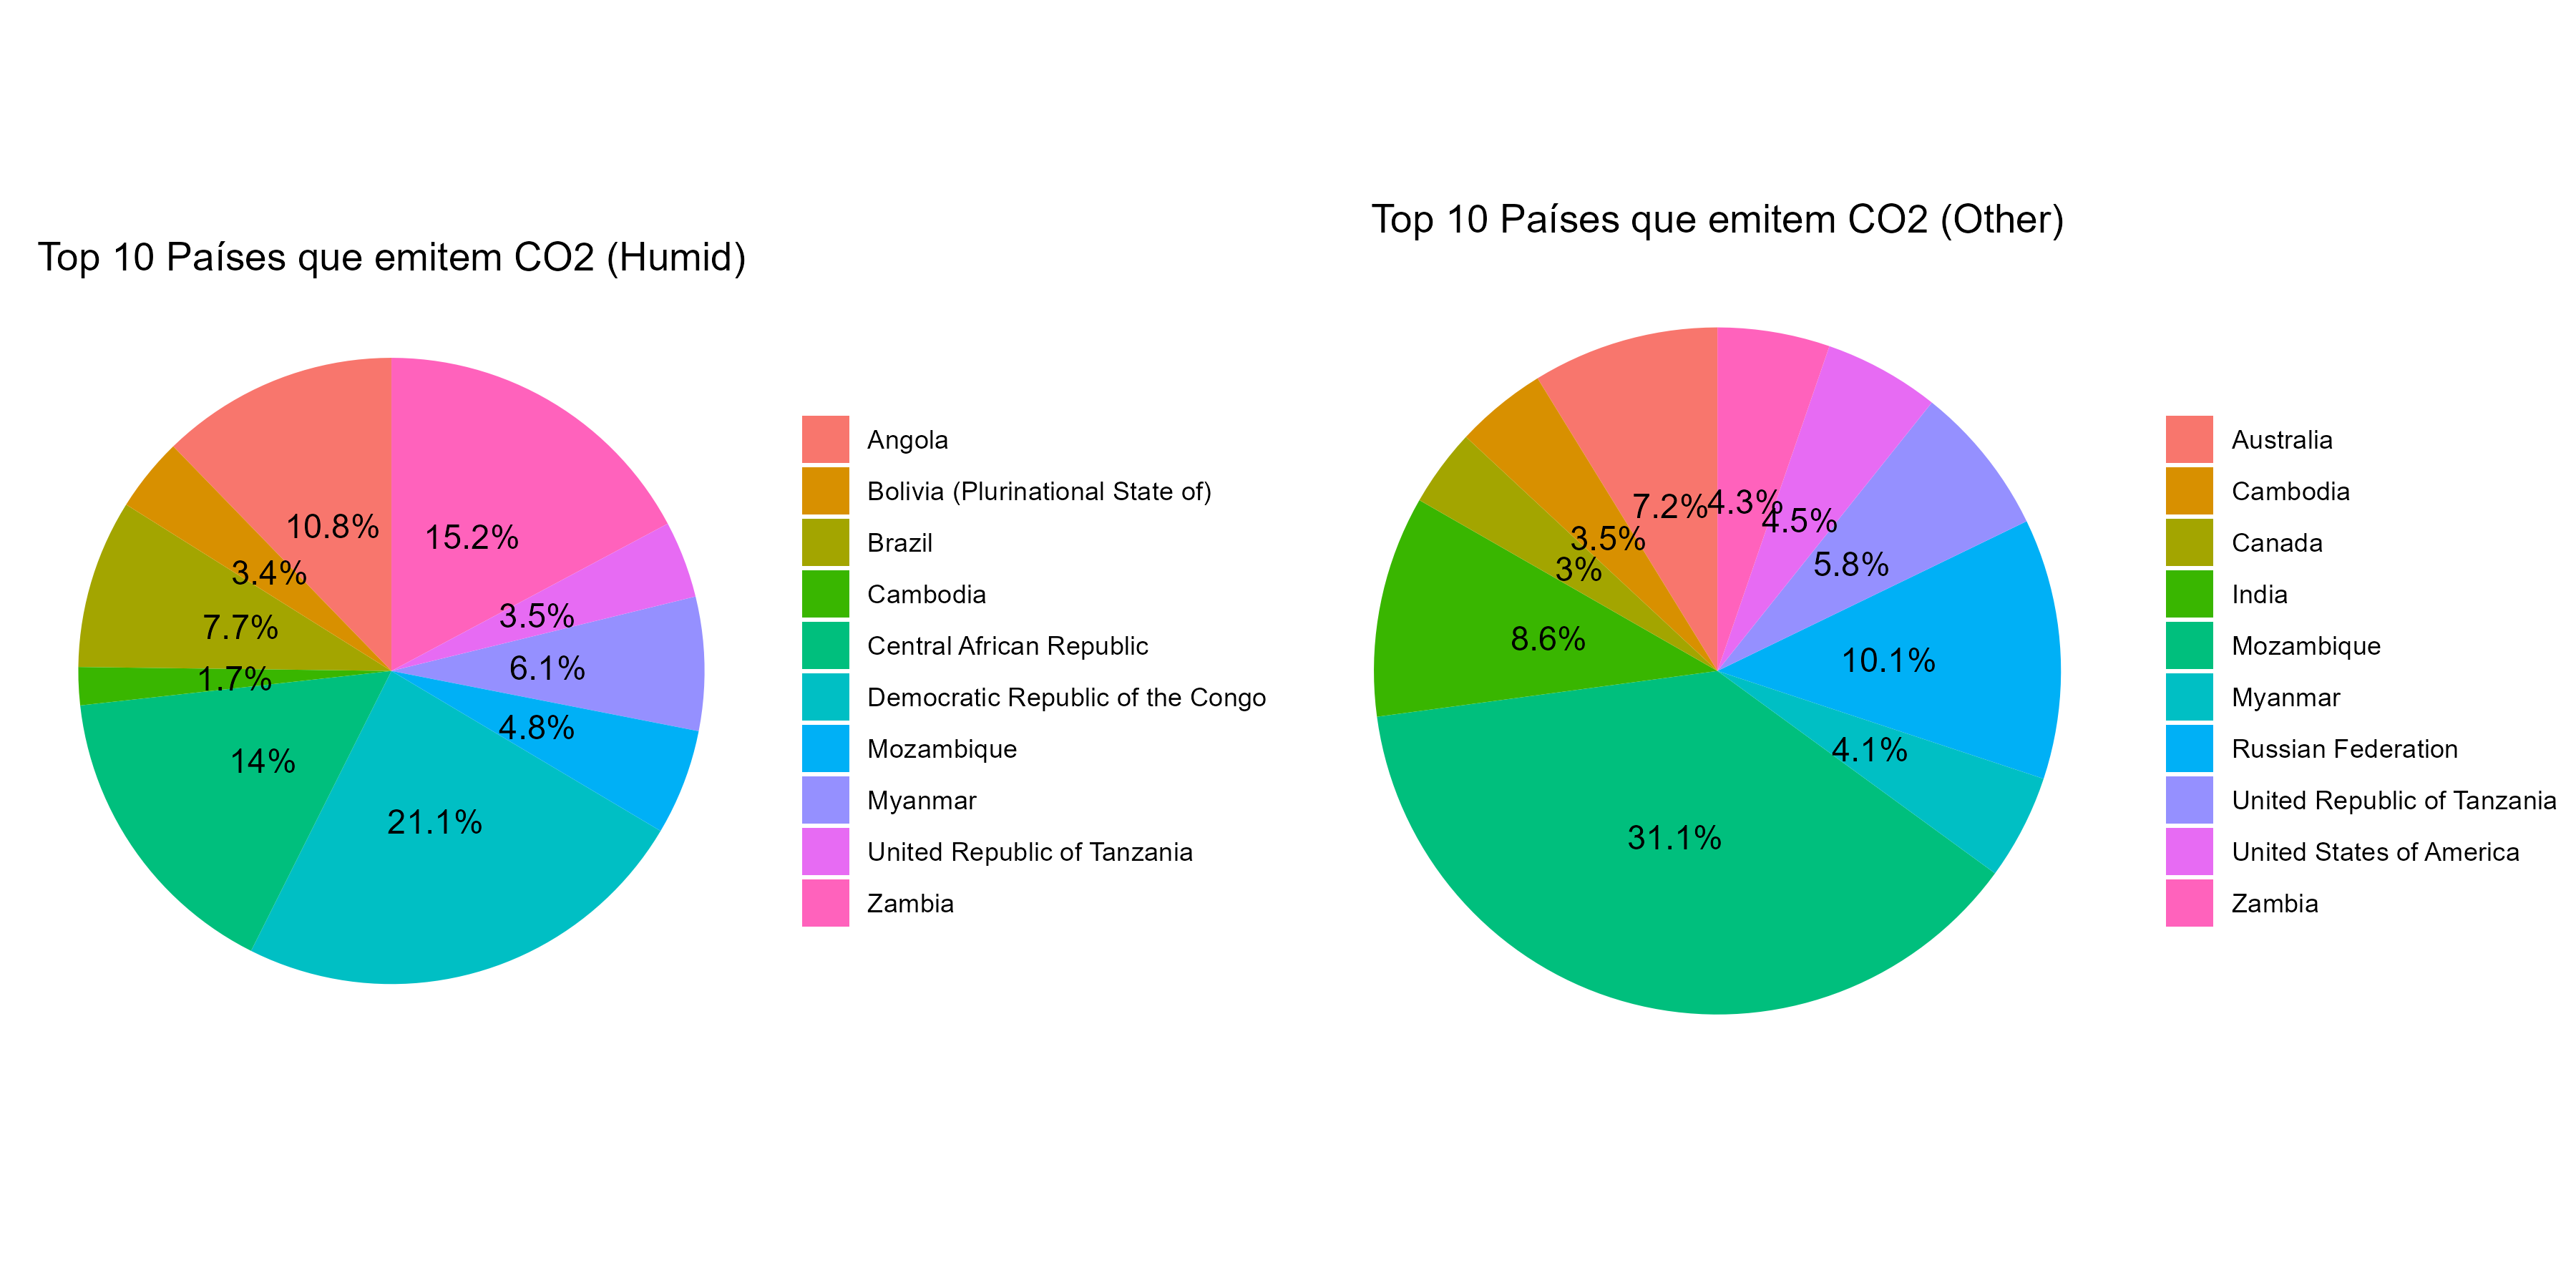 Top 10 Países que emitem CO2 (Humid)
10.8%
15.2%
3.4%
3.5%
7.7%
6.1%
1.7%
4.8%
14%
21.1%
Angola
Bolivia (Plurinational State of)
Brazil
Cambodia
Central African Republic
Democratic Republic of the Congo
Mozambique
Myanmar
United Republic of Tanzania
Zambia
Top 10 Países que emitem CO2 (Other)
7.2%
4.3%
4.5%
3.5%
5.8%
3%
8.6%
10.1%
4.1%
31.1%
Australia
Cambodia
Canada
India
Mozambique
Myanmar
Russian Federation
United Republic of Tanzania
United States of America
Zambia